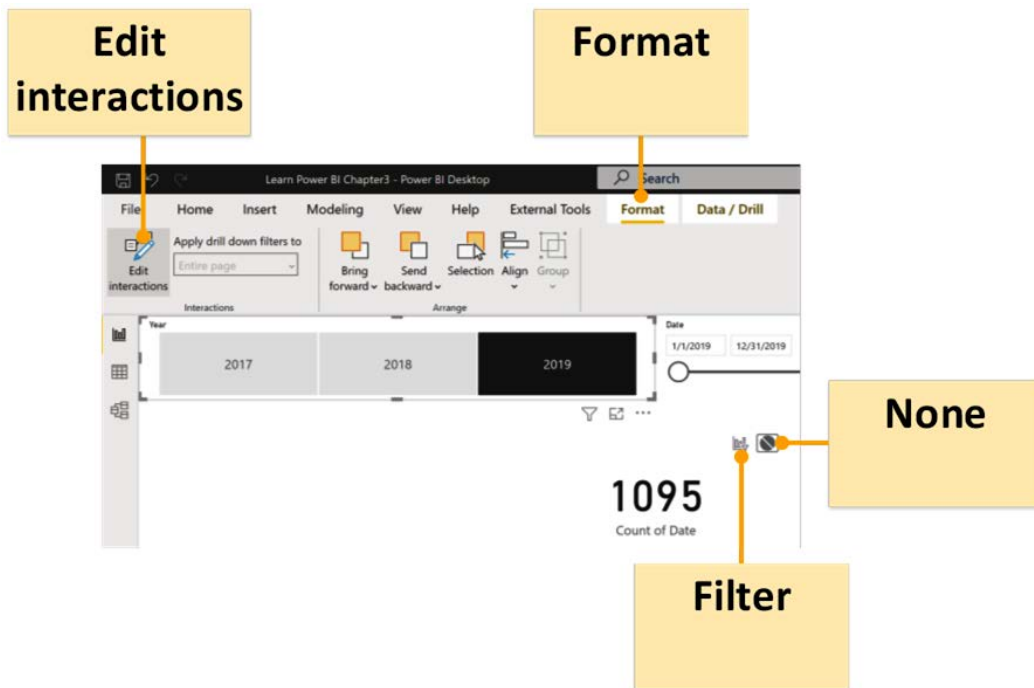 Edit
interactions
Format
Learn Power BI Chapter3 - Power BI Desktop
Search
File Home Insert Modeling View Help External Tools Format Data / Drill
Edit
interactions
Apply drill down filters to
Entire page
Bring
forward
Send
backward
Selection
Align
Group
Interactions
Arrange
Year
2017 2018 2019
Date
1/1/2019 12/31/2019
None
1095
Count of Date
Filter